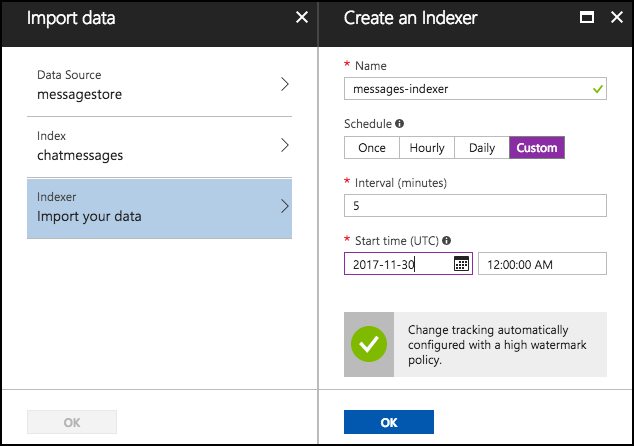 Import data
Data Source
messagestore
Index
chatmessages
Indexer
Import your data
OK
Create an Indexer
* Name
messages-indexer
Schedule
Once Hourly Daily Custom
* Interval (minutes)
5
* Start time (UTC)
2017-11-30 12:00:00 AM
Change tracking automatically
configured with a high watermark
policy.
OK